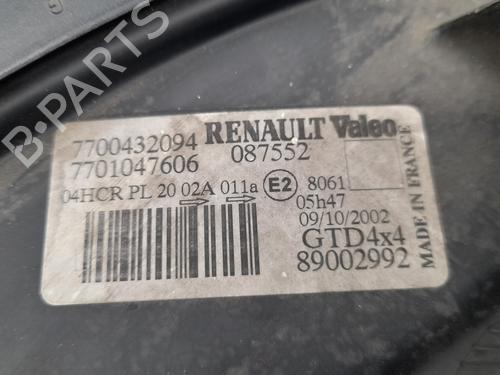 B-PARTS
7700432094 RENAULT Valeo
7701047606 087552
04HCR PL 20 02A 011a E2 8061
05h47
09/10/2002
GTD4x4
89002992
MADE IN FRANCE